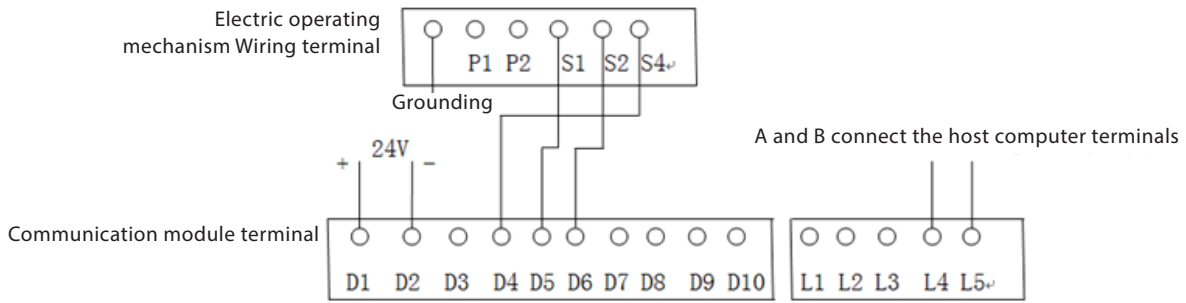 Electric operating
mechanism Wiring terminal
P1 P2 S1 S2 S4
Grounding
A and B connect the host computer terminals
+ 24V -
Communication module terminal
D1 D2 D3 D4 D5 D6 D7 D8 D9 D10 L1 L2 L3 L4 L5